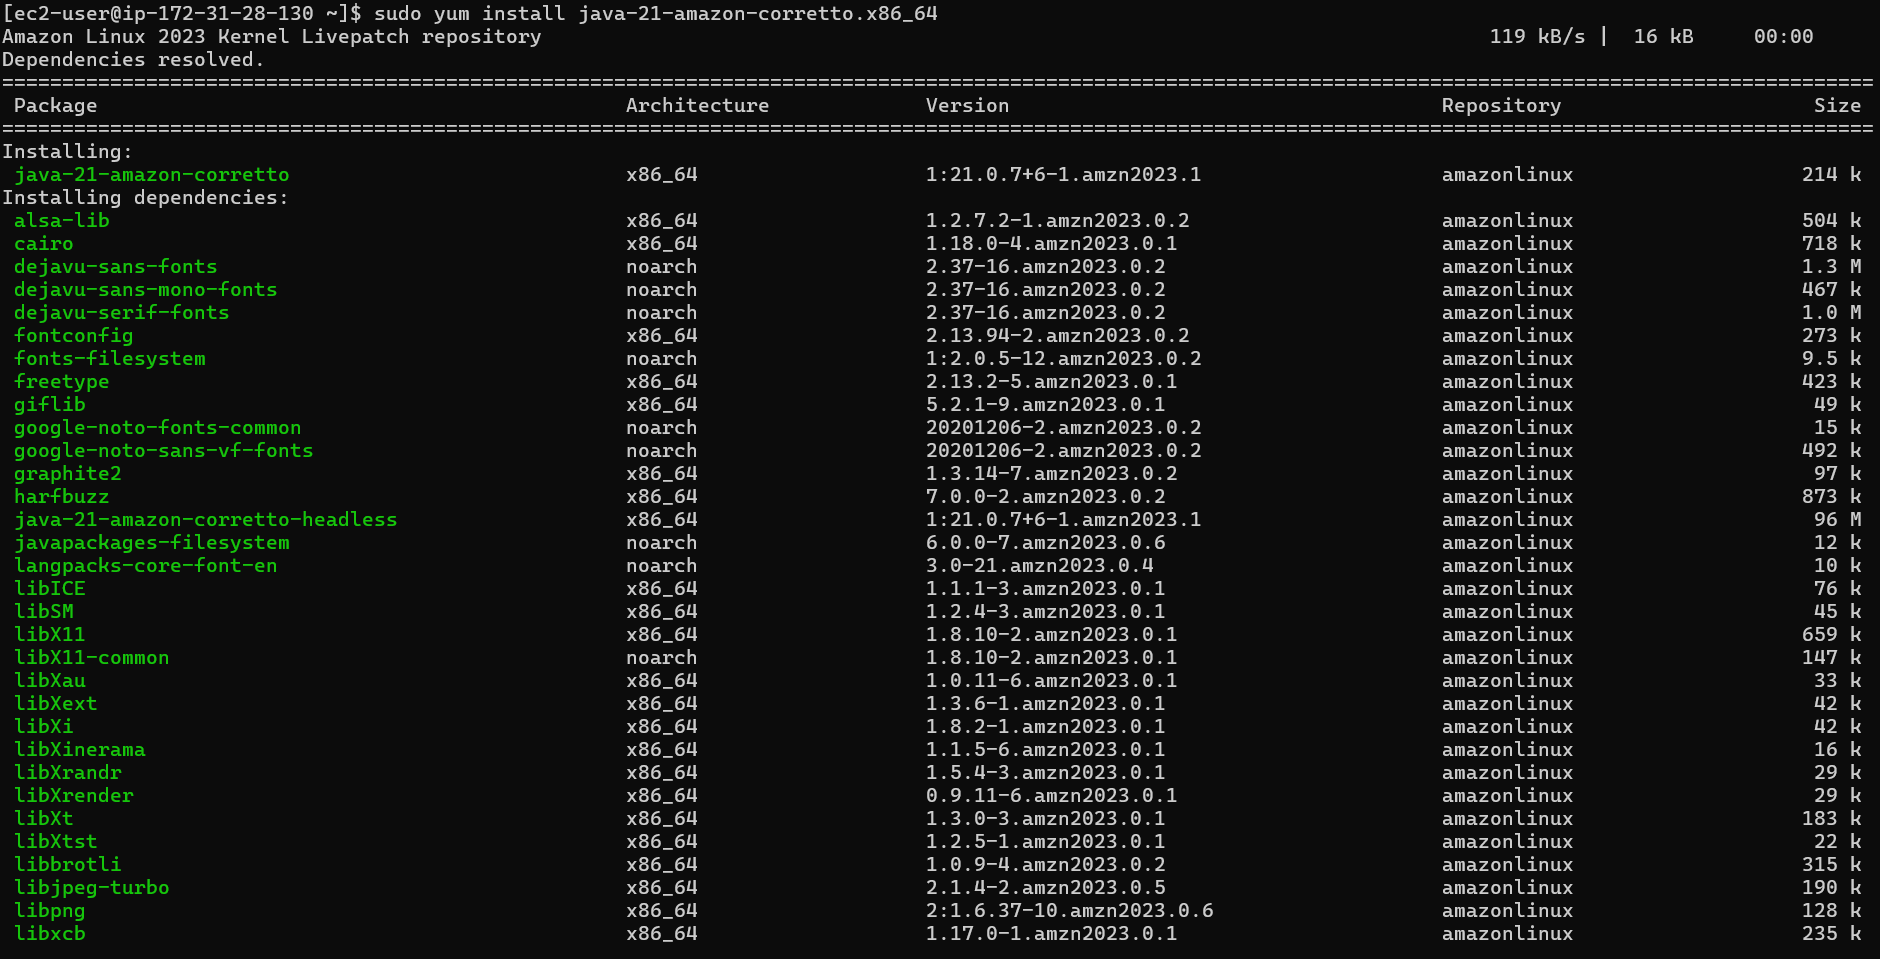 [ec2-user@ip-172-31-28-130 ~]$ sudo yum install java-21-amazon-corretto.x86_64
Amazon Linux 2023 Kernel Livepatch repository 119 kB/s | 16 kB 00:00
Dependencies resolved.
============================================================================================================================================================
Package Architecture Version Repository Size
============================================================================================================================================================
Installing:
java-21-amazon-corretto x86_64 1:21.0.7+6-1.amzn2023.1 amazonlinux 214 k
Installing dependencies:
alsa-lib x86_64 1.2.7.2-1.amzn2023.0.2 amazonlinux 504 k
cairo x86_64 1.18.0-4.amzn2023.0.1 amazonlinux 718 k
dejavu-sans-fonts noarch 2.37-16.amzn2023.0.2 amazonlinux 1.3 M
dejavu-sans-mono-fonts noarch 2.37-16.amzn2023.0.2 amazonlinux 467 k
dejavu-serif-fonts noarch 2.37-16.amzn2023.0.2 amazonlinux 1.0 M
fontconfig x86_64 2.13.94-2.amzn2023.0.2 amazonlinux 273 k
fonts-filesystem noarch 1:2.0.5-12.amzn2023.0.2 amazonlinux 9.5 k
freetype x86_64 2.13.2-5.amzn2023.0.1 amazonlinux 423 k
giflib x86_64 5.2.1-9.amzn2023.0.1 amazonlinux 49 k
google-noto-fonts-common noarch 20201206-2.amzn2023.0.2 amazonlinux 15 k
google-noto-sans-vf-fonts noarch 20201206-2.amzn2023.0.2 amazonlinux 492 k
graphite2 x86_64 1.3.14-7.amzn2023.0.2 amazonlinux 97 k
harfbuzz x86_64 7.0.0-2.amzn2023.0.2 amazonlinux 873 k
java-21-amazon-corretto-headless x86_64 1:21.0.7+6-1.amzn2023.1 amazonlinux 96 M
javapackages-filesystem noarch 6.0.0-7.amzn2023.0.6 amazonlinux 12 k
langpacks-core-font-en noarch 3.0-21.amzn2023.0.4 amazonlinux 10 k
libICE x86_64 1.1.1-3.amzn2023.0.1 amazonlinux 76 k
libSM x86_64 1.2.4-3.amzn2023.0.1 amazonlinux 45 k
libX11 x86_64 1.8.10-2.amzn2023.0.1 amazonlinux 659 k
libX11-common noarch 1.8.10-2.amzn2023.0.1 amazonlinux 147 k
libXau x86_64 1.0.11-6.amzn2023.0.1 amazonlinux 33 k
libXext x86_64 1.3.6-1.amzn2023.0.1 amazonlinux 42 k
libXi x86_64 1.8.2-1.amzn2023.0.1 amazonlinux 42 k
libXinerama x86_64 1.1.5-6.amzn2023.0.1 amazonlinux 16 k
libXrandr x86_64 1.5.4-3.amzn2023.0.1 amazonlinux 29 k
libXrender x86_64 0.9.11-6.amzn2023.0.1 amazonlinux 29 k
libXt x86_64 1.3.0-3.amzn2023.0.1 amazonlinux 183 k
libXtst x86_64 1.2.5-1.amzn2023.0.1 amazonlinux 22 k
libbrotli x86_64 1.0.9-4.amzn2023.0.2 amazonlinux 315 k
libjpeg-turbo x86_64 2.1.4-2.amzn2023.0.5 amazonlinux 190 k
libpng x86_64 2:1.6.37-10.amzn2023.0.6 amazonlinux 128 k
libxcb x86_64 1.17.0-1.amzn2023.0.1 amazonlinux 235 k